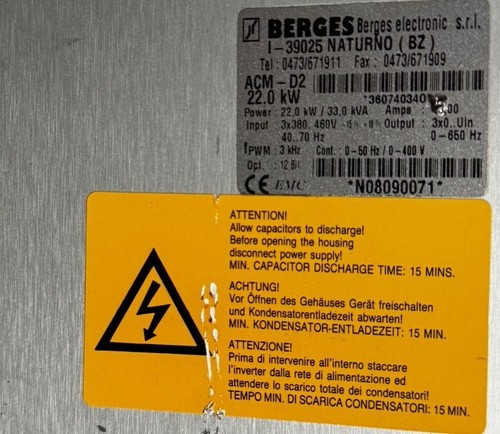 BERGES Berges electronic s.r.l.
I-39025 NATURNO (BZ)
Tel: 0473/671911 Fax: 0473/671909
ACM-D2
22.0 kW
Power: 22.0 kW / 33.0 kVA Amps
Input: 3x380..460V Output: 3x0..Uin
40..70 Hz 0-650 Hz
fPWM: 3 kHz Cont.: 0-50 Hz / 0-400 V
Opt.: 12 Bit
CE EMC *N08090071*
ATTENTION!
Allow capacitors to discharge!
Before opening the housing
disconnect power supply!
MIN. CAPACITOR DISCHARGE TIME: 15 MINS.
ACHTUNG!
Vor Öffnen des Gehäuses Gerät freischalten
und Kondensatorentladezeit abwarten!
MIN. KONDENSATOR-ENTLADEZEIT: 15 MIN.
ATTENZIONE!
Prima di intervenire all'interno staccare
l'inverter dalla rete di alimentazione ed
attendere lo scarico totale dei condensatori!
TEMPO MIN. DI SCARICA CONDENSATORI: 15 MIN.